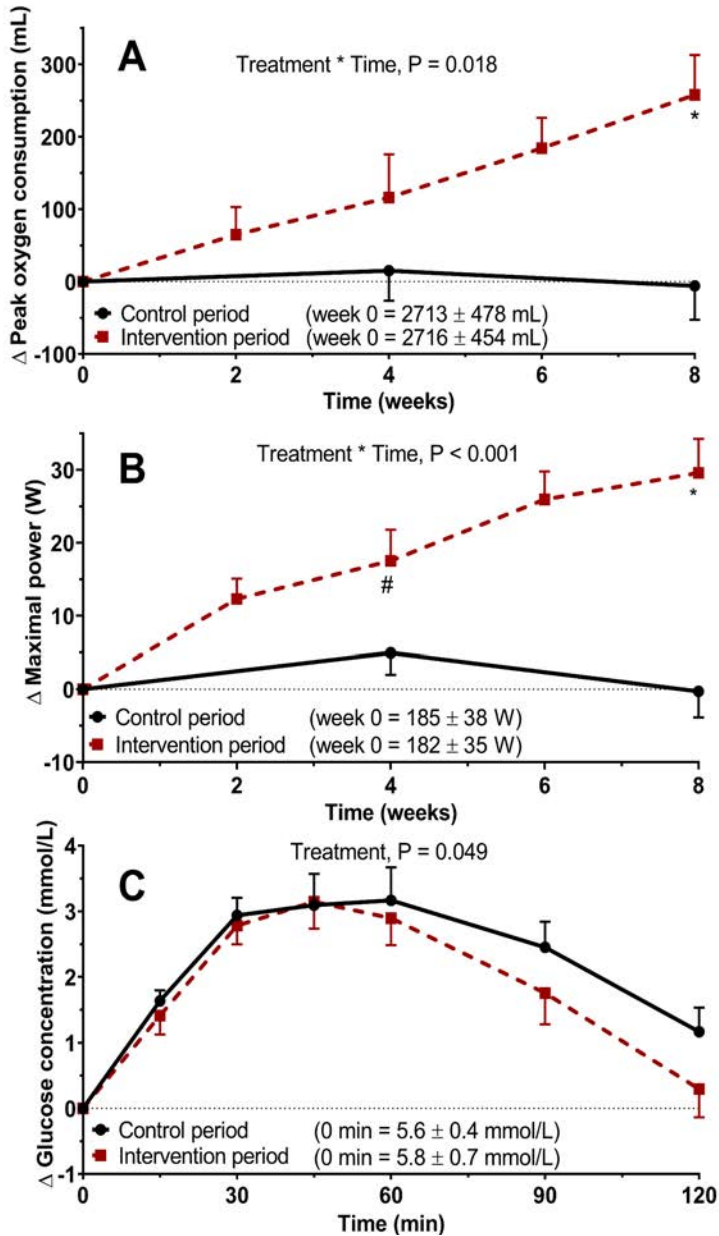 A
Treatment * Time, P = 0.018
Δ Peak oxygen consumption (mL)
300
200
100
0
-100
*
Control period (week 0 = 2713 ± 478 mL)
Intervention period (week 0 = 2716 ± 454 mL)
0 2 4 6 8
Time (weeks)
B
Treatment * Time, P < 0.001
Δ Maximal power (W)
30
20
10
0
-10
*
#
Control period (week 0 = 185 ± 38 W)
Intervention period (week 0 = 182 ± 35 W)
0 2 4 6 8
Time (weeks)
C
Treatment, P = 0.049
Δ Glucose concentration (mmol/L)
4
3
2
1
0
-1
Control period (0 min = 5.6 ± 0.4 mmol/L)
Intervention period (0 min = 5.8 ± 0.7 mmol/L)
0 30 60 90 120
Time (min)